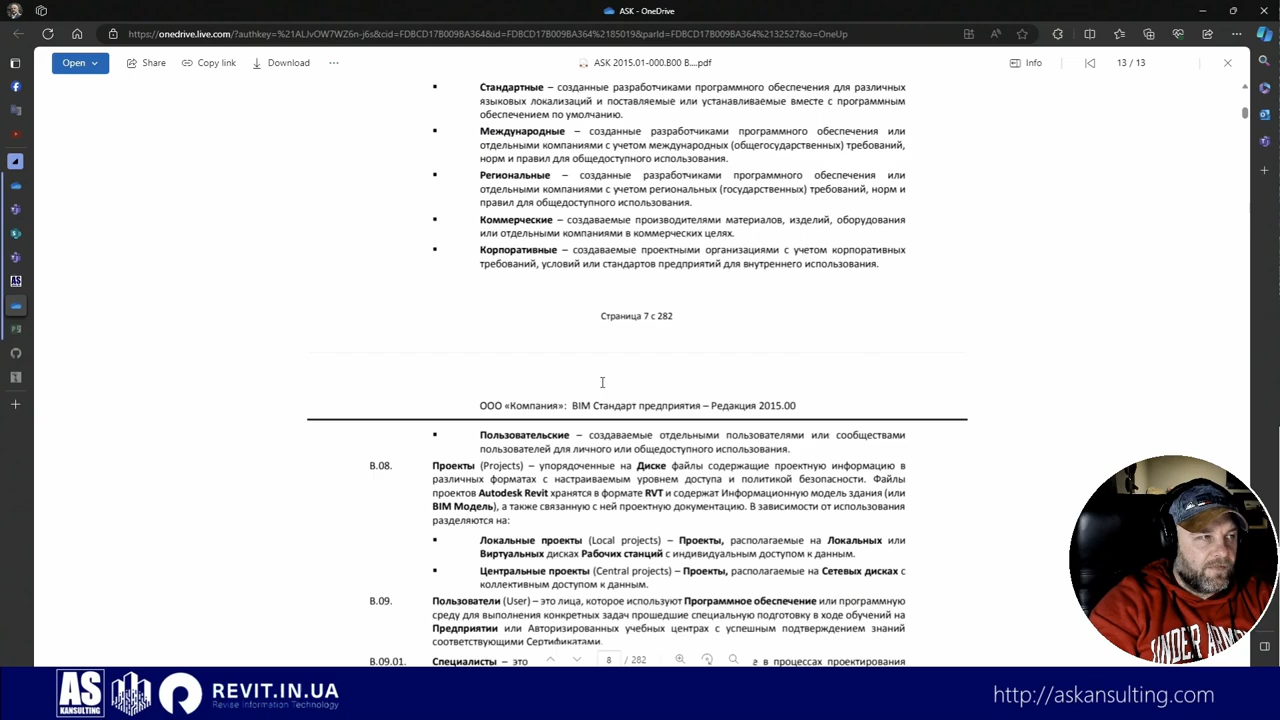 ASK - OneDrive
https://onedrive.live.com/?authkey=%21ALJvOW7WZ6n-j6s&cid=FDBCD17B009BA364&id=FDBCD17B009BA364%2185019&parId=FDBCD17B009BA364%2132527&o=OneUp
Open Share Copy link Download ASK 2015.01-000.B00 B....pdf Info 13 / 13
Стандартные – созданные разработчиками программного обеспечения для различных
языковых локализаций и поставляемые или устанавливаемые вместе с программным
обеспечением по умолчанию.
Международные – созданные разработчиками программного обеспечения или
отдельными компаниями с учетом международных (общегосударственных) требований,
норм и правил для общедоступного использования.
Региональные – созданные разработчиками программного обеспечения или
отдельными компаниями с учетом региональных (государственных) требований, норм и
правил для общедоступного использования.
Коммерческие – создаваемые производителями материалов, изделий, оборудования
или отдельными компаниями в коммерческих целях.
Корпоративные – создаваемые проектными организациями с учетом корпоративных
требований, условий или стандартов предприятий для внутреннего использования.
Страница 7 с 282
ООО «Компания»: BIM Стандарт предприятия – Редакция 2015.00
Пользовательские – создаваемые отдельными пользователями или сообществами
пользователей для личного или общедоступного использования.
B.08. Проекты (Projects) – упорядоченные на Диске файлы содержащие проектную информацию в
различных форматах с настраиваемым уровнем доступа и политикой безопасности. Файлы
проектов Autodesk Revit хранятся в формате RVT и содержат Информационную модель здания (или
BIM Модель), а также связанную с ней проектную документацию. В зависимости от использования
разделяются на:
Локальные проекты (Local projects) – Проекты, располагаемые на Локальных или
Виртуальных дисках Рабочих станций с индивидуальным доступом к данным.
Центральные проекты (Central projects) – Проекты, располагаемые на Сетевых дисках с
коллективным доступом к данным.
B.09. Пользователи (User) – это лица, которое используют Программное обеспечение или программную
среду для выполнения конкретных задач прошедшие специальную подготовку в ходе обучений на
Предприятии или Авторизированных учебных центрах с успешным подтверждением знаний
соответствующими Сертификатами.
B.09.01. Специалисты – это 8 / 282 в процессах проектирования
UNDER ARMOUR
AS KANSULTING REVIT.IN.UA
Revise Information Technology
http://askansulting.com